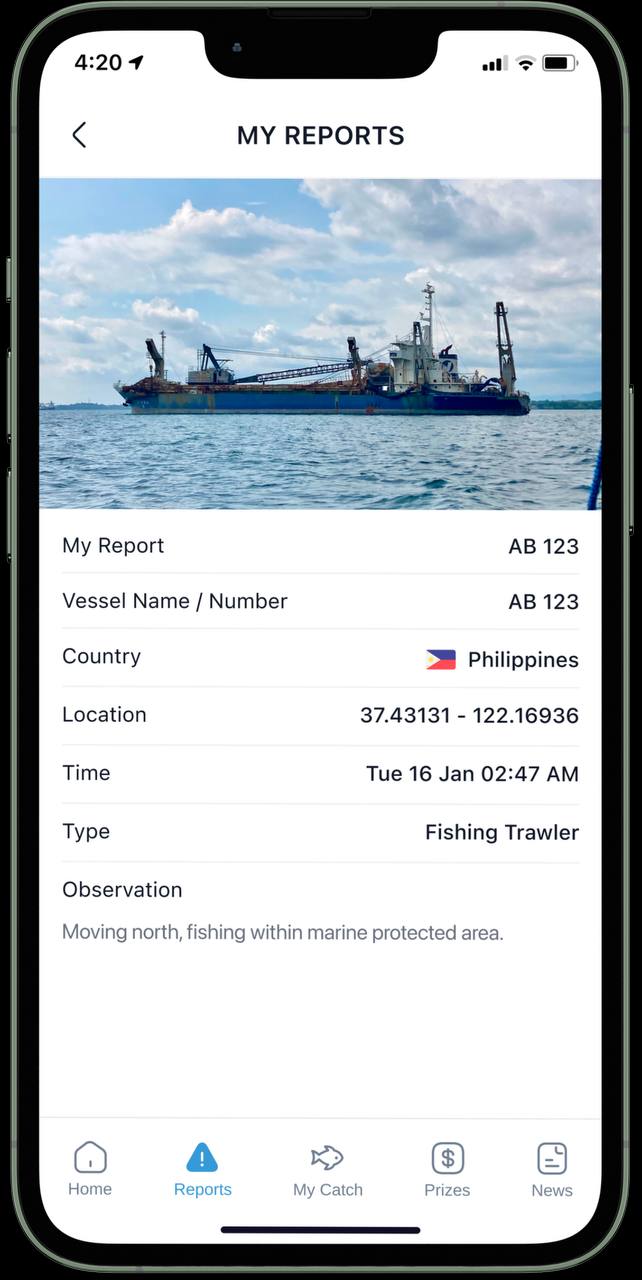 4:20
MY REPORTS
My Report AB 123
Vessel Name / Number AB 123
Country Philippines
Location 37.43131 - 122.16936
Time Tue 16 Jan 02:47 AM
Type Fishing Trawler
Observation
Moving north, fishing within marine protected area.
Home Reports My Catch Prizes News